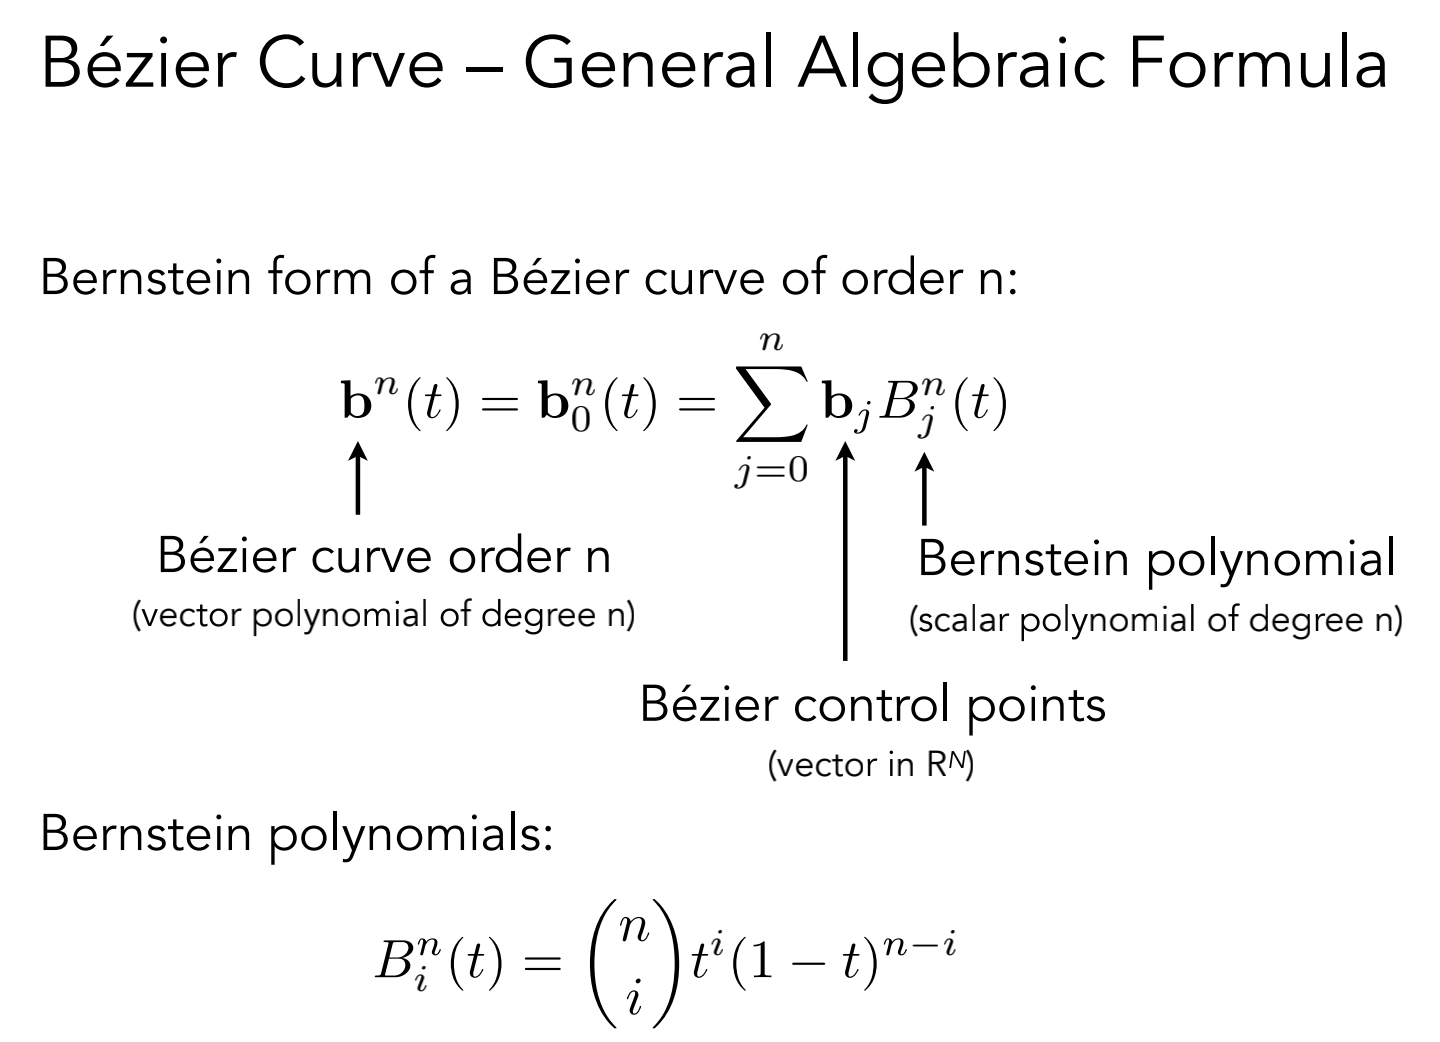 Bézier Curve – General Algebraic Formula
Bernstein form of a Bézier curve of order n:
$\mathbf{b}^n(t) = \mathbf{b}_0^n(t) = \sum_{j=0}^{n} \mathbf{b}_j B_j^n(t)$
Bézier curve order n
(vector polynomial of degree n)
Bernstein polynomial
(scalar polynomial of degree n)
Bézier control points
(vector in Rᴺ)
Bernstein polynomials:
$B_i^n(t) = \binom{n}{i} t^i (1 - t)^{n-i}$